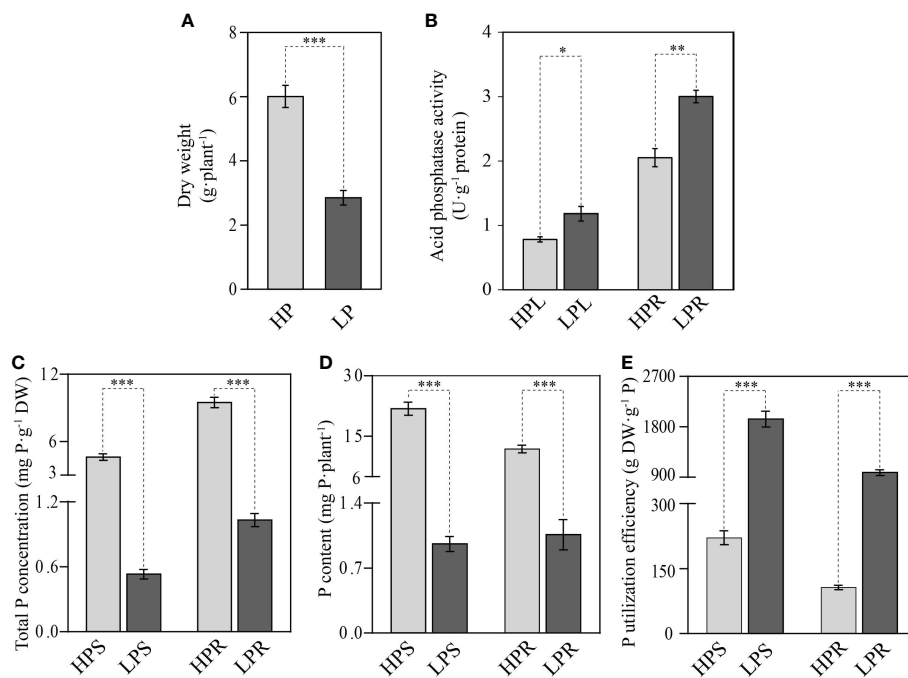 A
Dry weight
(g·plant⁻¹)
8
6
4
2
0
***
HP
LP
B
Acid phosphatase activity
(U·g⁻¹ protein)
4
3
2
1
0
*
**
HPL
LPL
HPR
LPR
C
Total P concentration (mg P·g⁻¹ DW)
12
6
3
1.2
0.6
0.0
***
***
HPS
LPS
HPR
LPR
D
P content (mg P·plant⁻¹)
30
15
6
1.4
0.7
0.0
***
***
HPS
LPS
HPR
LPR
E
P utilization efficiency (g DW·g⁻¹ P)
2700
1800
900
300
150
0
***
***
HPS
LPS
HPR
LPR